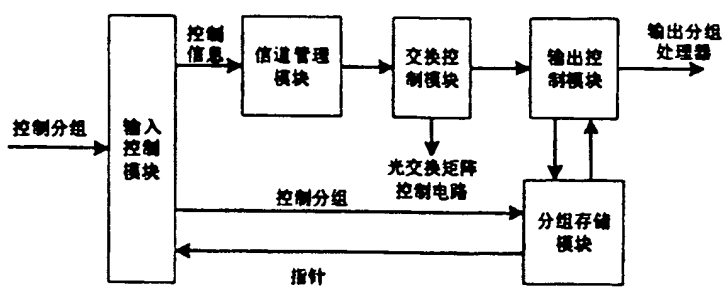 控制分组
输入
控制
模块
控制
信息
信道管理
模块
交换控
制模块
输出控
制模块
输出分组
处理器
光交换矩阵
控制电路
控制分组
分组存储
模块
指针